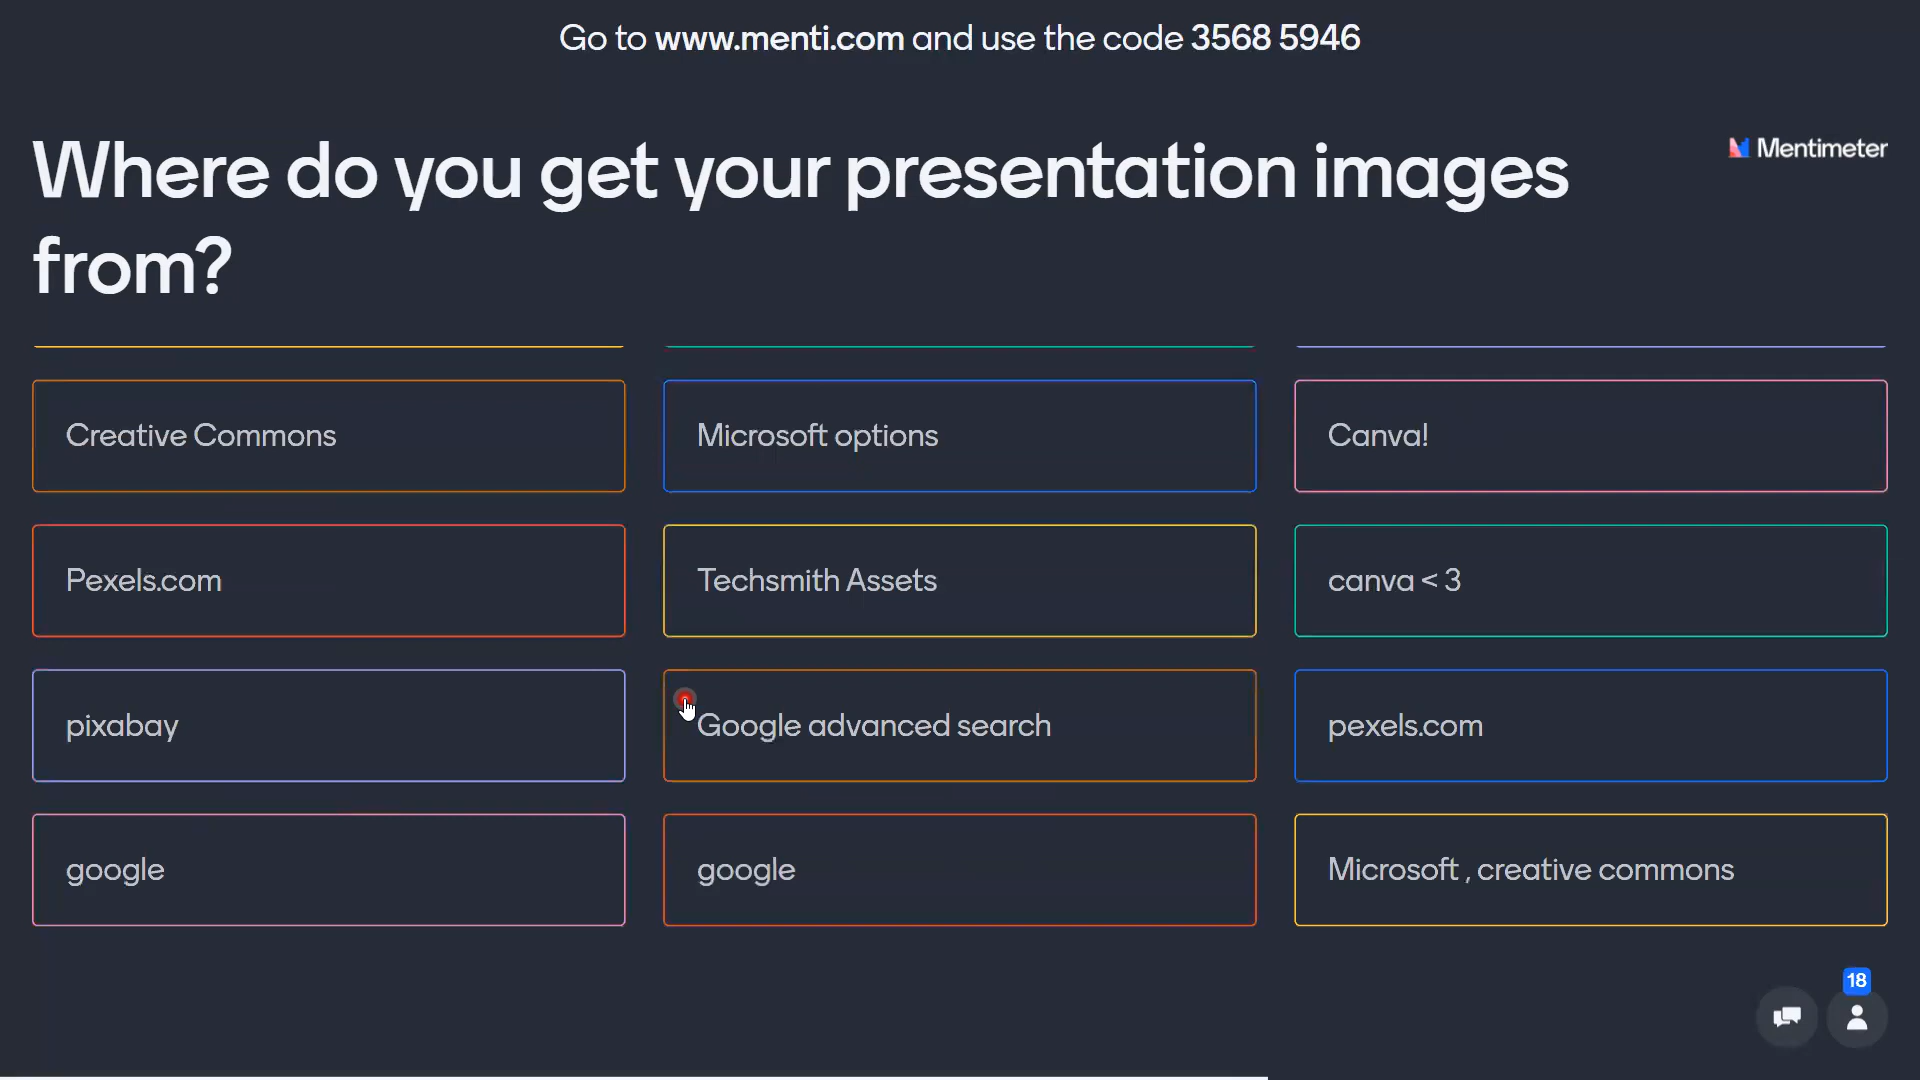 Go to www.menti.com and use the code 3568 5946
Mentimeter
Where do you get your presentation images
from?
Creative Commons
Microsoft options
Canva!
Pexels.com
Techsmith Assets
canva < 3
pixabay
Google advanced search
pexels.com
google
google
Microsoft , creative commons
18